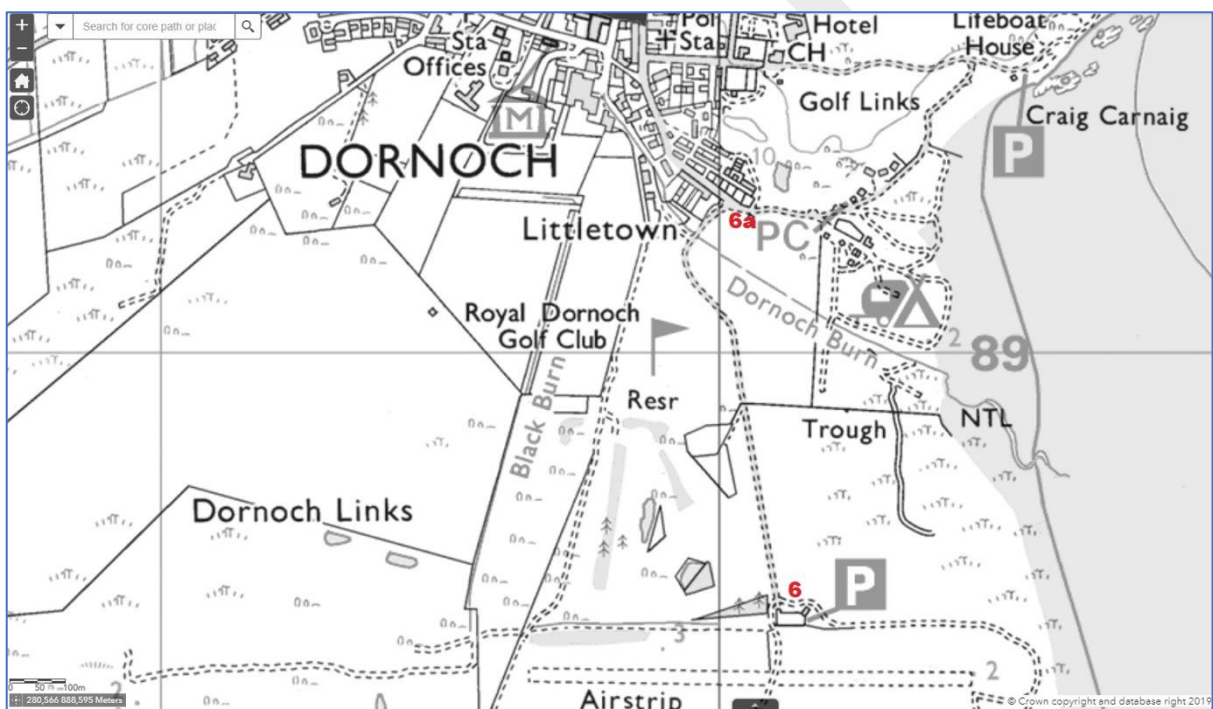 +
Search for core path or plac
−
Pol
Sta
Hotel
CH
Lifeboat
House
Sta
Offices
M
Golf Links
Craig Carnaig
P
DORNOCH
10
6a
PC
Littletown
Dornoch Burn
Royal Dornoch
Golf Club
2
89
Black Burn
Resr
Trough
NTL
Dornoch Links
6
P
3
2
2
0 50 100m
280,566 888,595 Meters
Airstrip
© Crown copyright and database right 2019